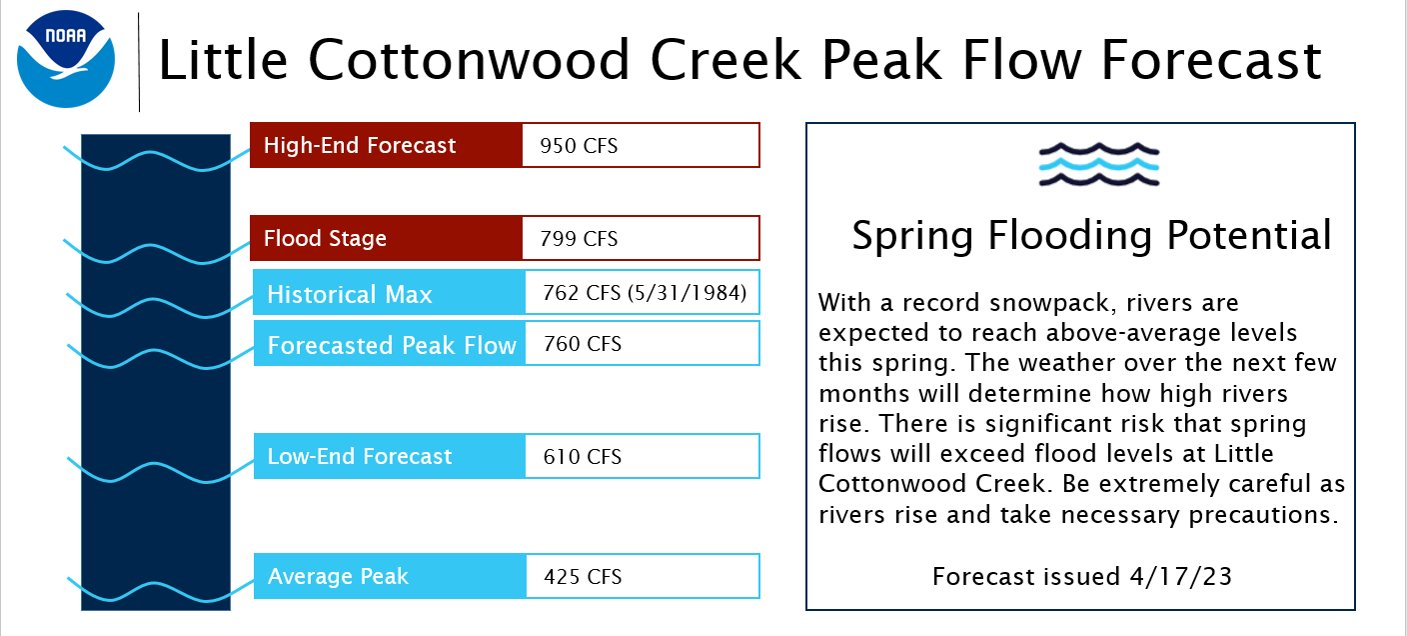 NOAA
Little Cottonwood Creek Peak Flow Forecast
High-End Forecast 950 CFS
Flood Stage 799 CFS
Historical Max 762 CFS (5/31/1984)
Forecasted Peak Flow 760 CFS
Low-End Forecast 610 CFS
Average Peak 425 CFS
Spring Flooding Potential
With a record snowpack, rivers are
expected to reach above-average levels
this spring. The weather over the next few
months will determine how high rivers
rise. There is significant risk that spring
flows will exceed flood levels at Little
Cottonwood Creek. Be extremely careful as
rivers rise and take necessary precautions.
Forecast issued 4/17/23